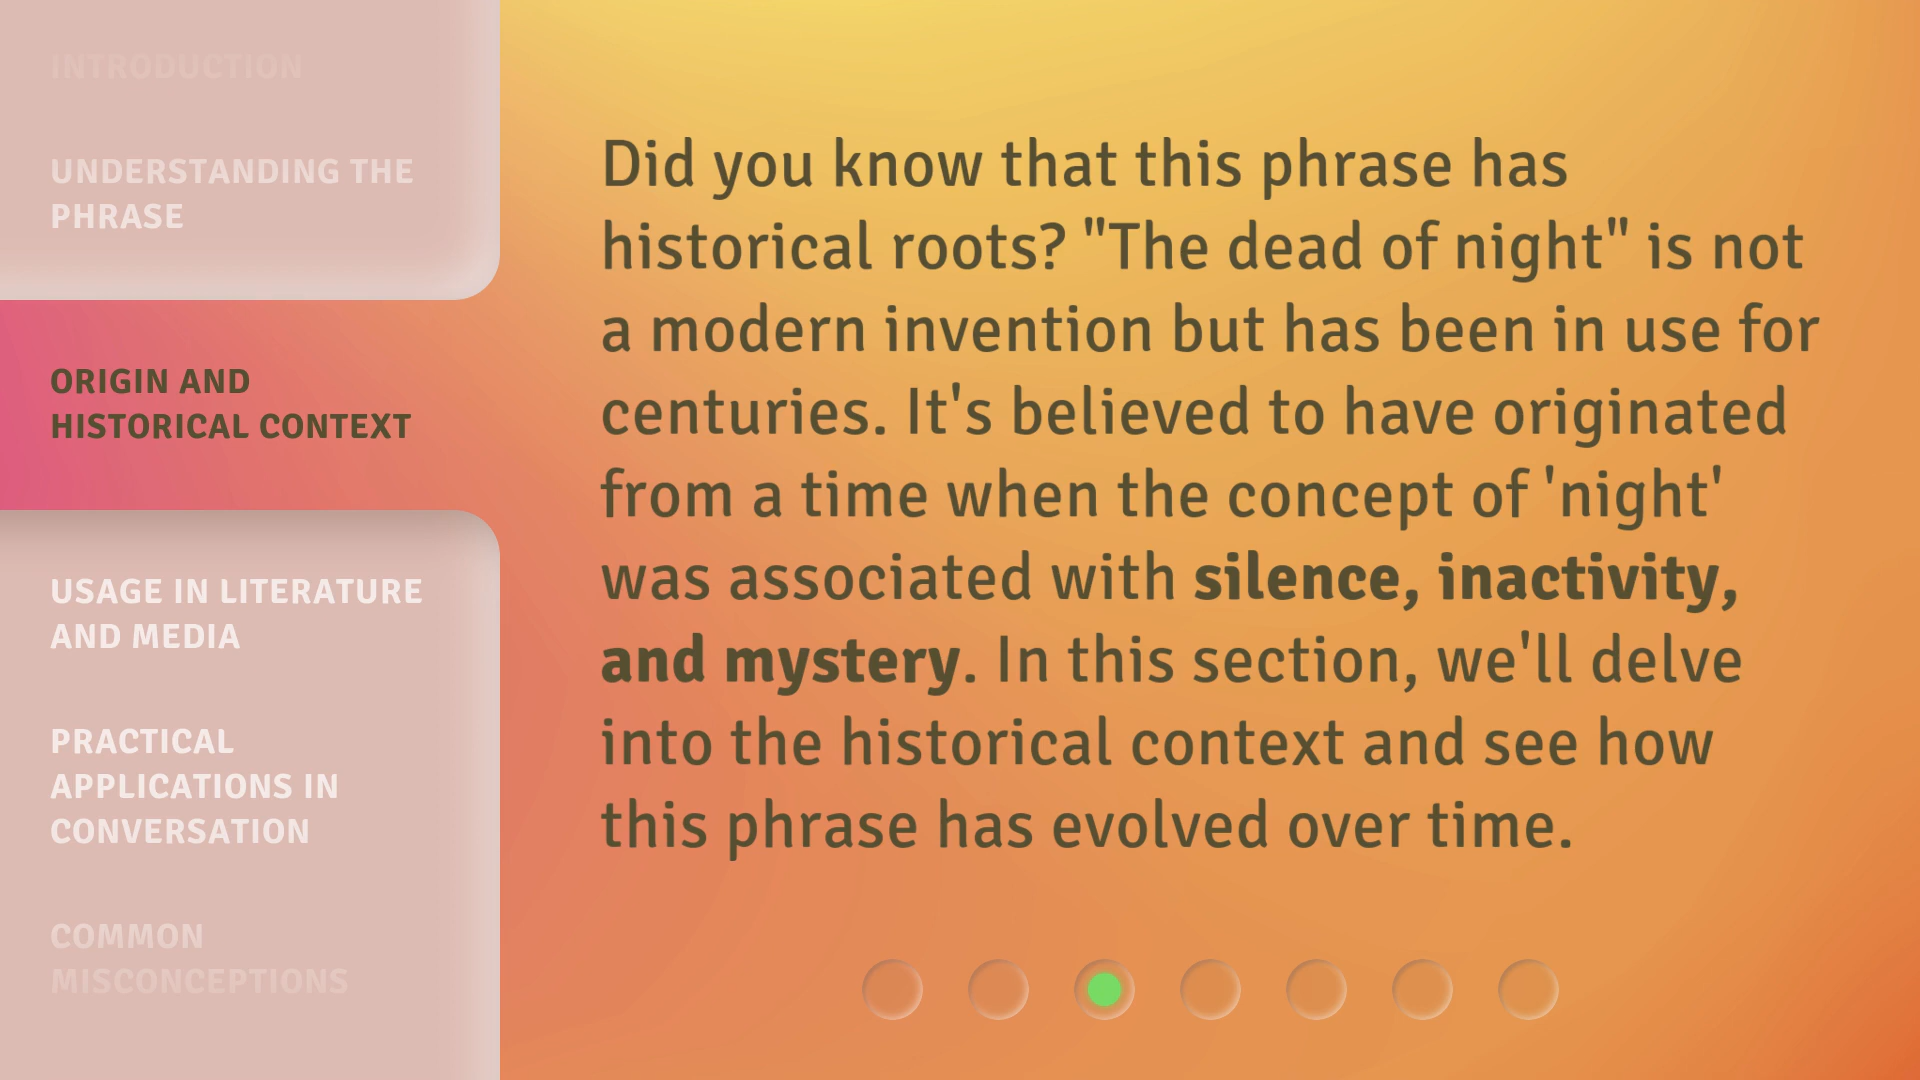 INTRODUCTION
UNDERSTANDING THE
PHRASE
ORIGIN AND
HISTORICAL CONTEXT
USAGE IN LITERATURE
AND MEDIA
PRACTICAL
APPLICATIONS IN
CONVERSATION
COMMON
MISCONCEPTIONS
Did you know that this phrase has
historical roots? "The dead of night" is not
a modern invention but has been in use for
centuries. It's believed to have originated
from a time when the concept of 'night'
was associated with silence, inactivity,
and mystery. In this section, we'll delve
into the historical context and see how
this phrase has evolved over time.